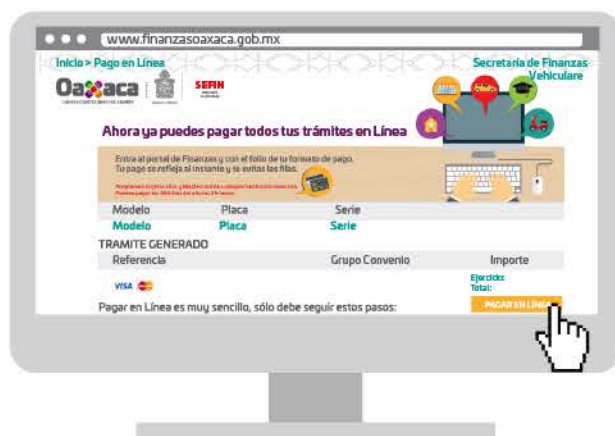 www.finanzasoaxaca.gob.mx
Inicio > Pago en Línea
Secretaría de Finanzas
Vehiculare
Oaxaca
SEFIN
Ahora ya puedes pagar todos tus trámites en Línea
Entra al portal de Finanzas y con el folio de tu formato de pago.
Tu pago se refleja al instante y te evitas las filas.
Modelo Placa Serie
Modelo Placa Serie
TRAMITE GENERADO
Referencia Grupo Convenio Importe
Ejercicio:
VISA
Total:
PAGAR EN LÍNEA
Pagar en Línea es muy sencillo, sólo debe seguir estos pasos: